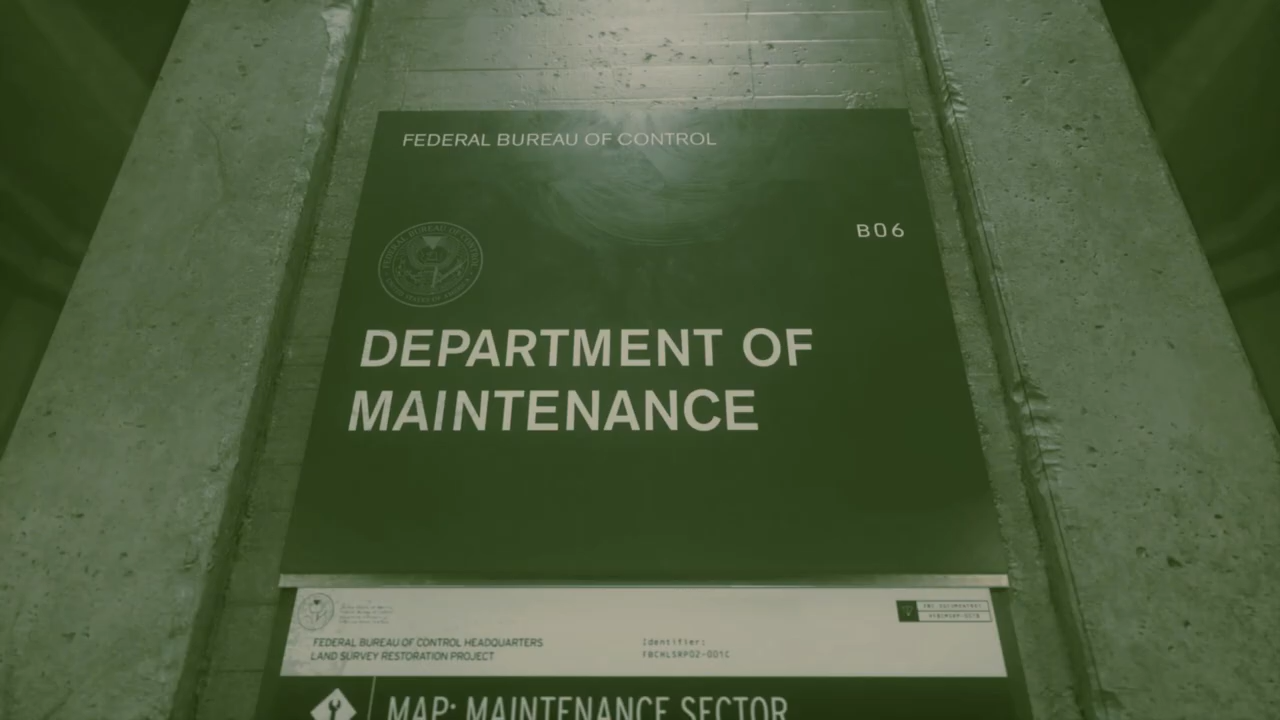 FEDERAL BUREAU OF CONTROL
B06
DEPARTMENT OF
MAINTENANCE
FEDERAL BUREAU OF CONTROL HEADQUARTERS
LAND SURVEY RESTORATION PROJECT
Identifier:
FBCHLSRP02-001C
MAP: MAINTENANCE SECTOR